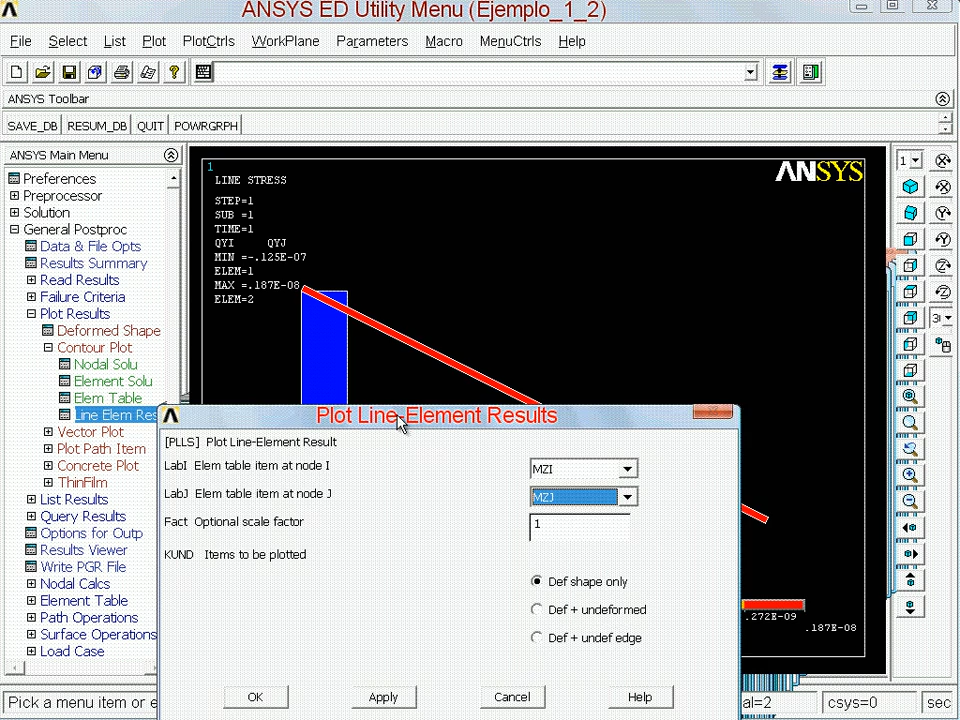 ANSYS ED Utility Menu (Ejemplo_1_2)
File Select List Plot PlotCtrls WorkPlane Parameters Macro MenuCtrls Help
ANSYS Toolbar
SAVE_DB RESUM_DB QUIT POWRGRPH
ANSYS Main Menu
Preferences
Preprocessor
Solution
General Postproc
Data & File Opts
Results Summary
Read Results
Failure Criteria
Plot Results
Deformed Shape
Contour Plot
Nodal Solu
Element Solu
Elem Table
Line Elem Res
Vector Plot
Plot Path Item
Concrete Plot
ThinFilm
List Results
Query Results
Options for Outp
Results Viewer
Write PGR File
Nodal Calcs
Element Table
Path Operations
Surface Operations
Load Case
1
LINE STRESS
STEP=1
SUB =1
TIME=1
QYI QYJ
MIN =-.125E-07
ELEM=1
MAX =.187E-08
ELEM=2
ANSYS
.272E-09
.187E-08
1
Plot Line-Element Results
[PLLS] Plot Line-Element Result
LabI Elem table item at node I
MZI
LabJ Elem table item at node J
MZJ
Fact Optional scale factor
1
KUND Items to be plotted
Def shape only
Def + undeformed
Def + undef edge
OK Apply Cancel Help
Pick a menu item or e
al=2
csys=0
sec